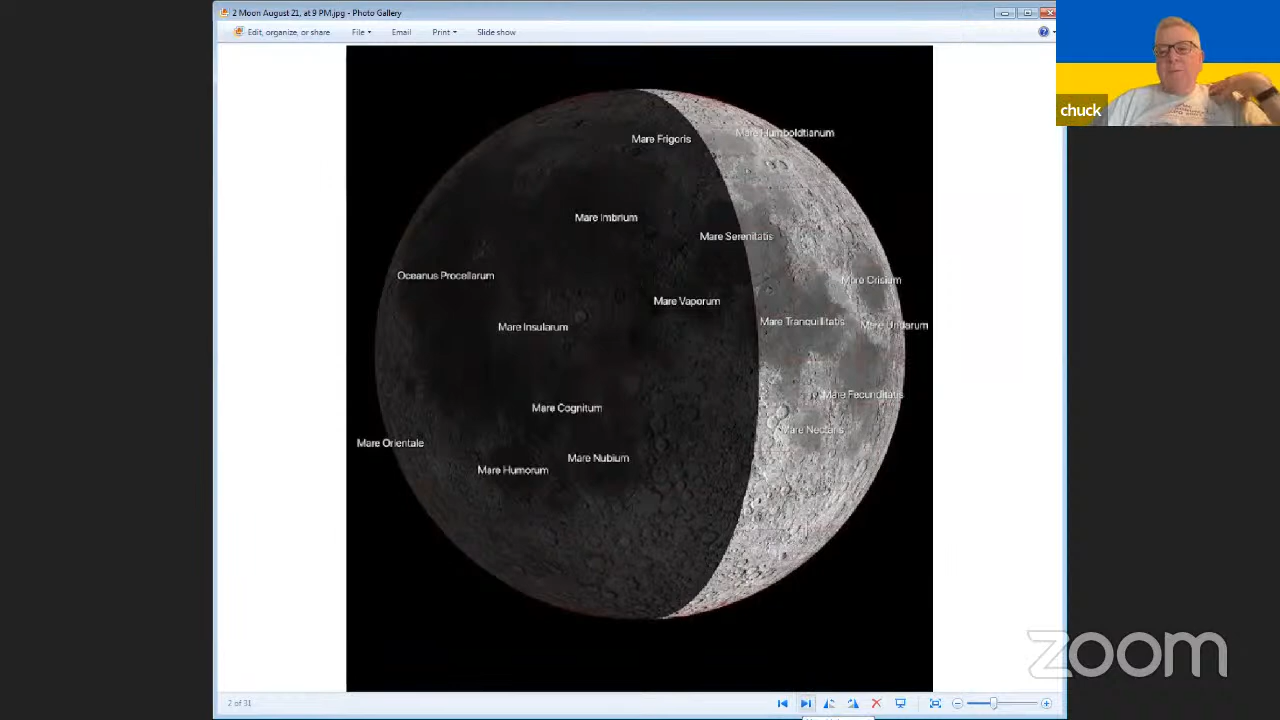 2 Moon August 21, at 9 PM.jpg - Photo Gallery
Edit, organize, or share
File
Email
Print
Slide show
chuck
Mare Frigoris
Mare Humboldtianum
Mare Imbrium
Mare Serenitatis
Oceanus Procellarum
Mare Crisium
Mare Vaporum
Mare Insularum
Mare Tranquillitatis
Mare Undarum
Mare Fecunditatis
Mare Cognitum
Mare Nectaris
Mare Orientale
Mare Humorum
Mare Nubium
zoom
2 of 31